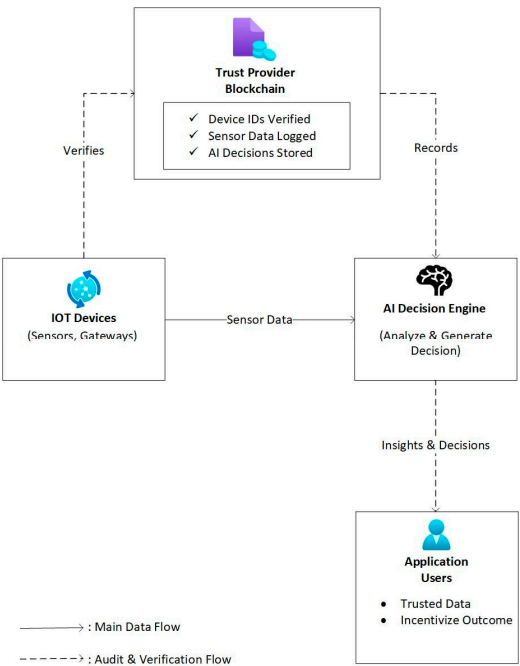 Trust Provider
Blockchain
✓ Device IDs Verified
✓ Sensor Data Logged
✓ AI Decisions Stored
Verifies
Records
IOT Devices
(Sensors, Gateways)
Sensor Data
AI Decision Engine
(Analyze & Generate
Decision)
Insights & Decisions
Application
Users
● Trusted Data
● Incentivize Outcome
: Main Data Flow
: Audit & Verification Flow